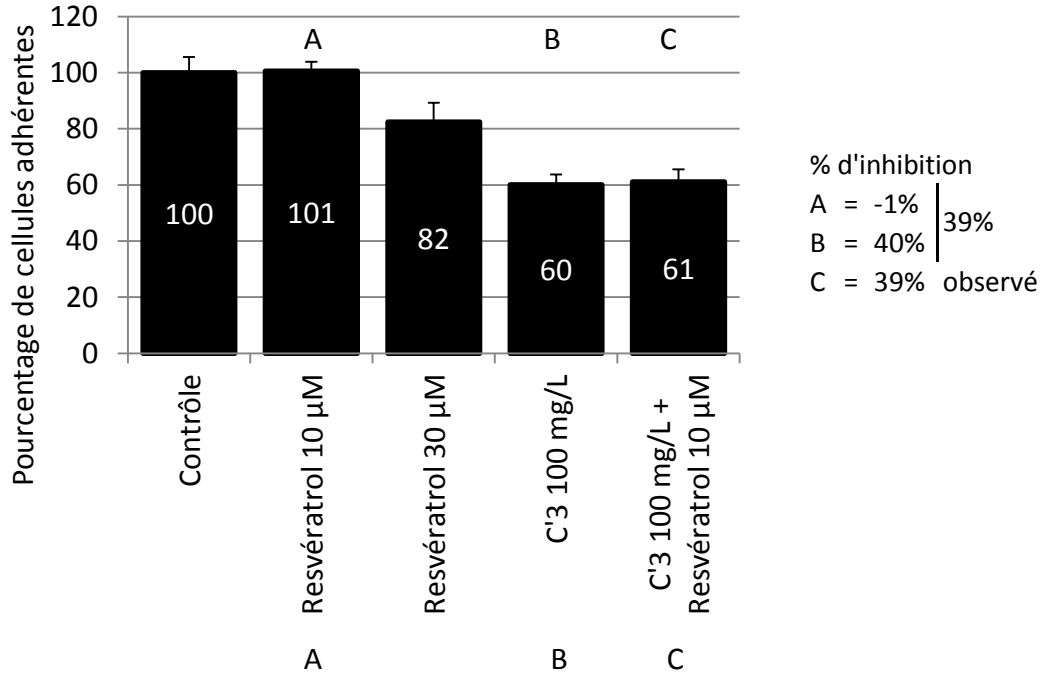 Pourcentage de cellules adhérentes
120
100
80
60
40
20
0
A
B
C
100
101
82
60
61
Contrôle
Resvératrol 10 µM
Resvératrol 30 µM
C'3 100 mg/L
C'3 100 mg/L +
Resvératrol 10 µM
A
B
C
% d'inhibition
A = -1%
39%
B = 40%
C = 39% observé